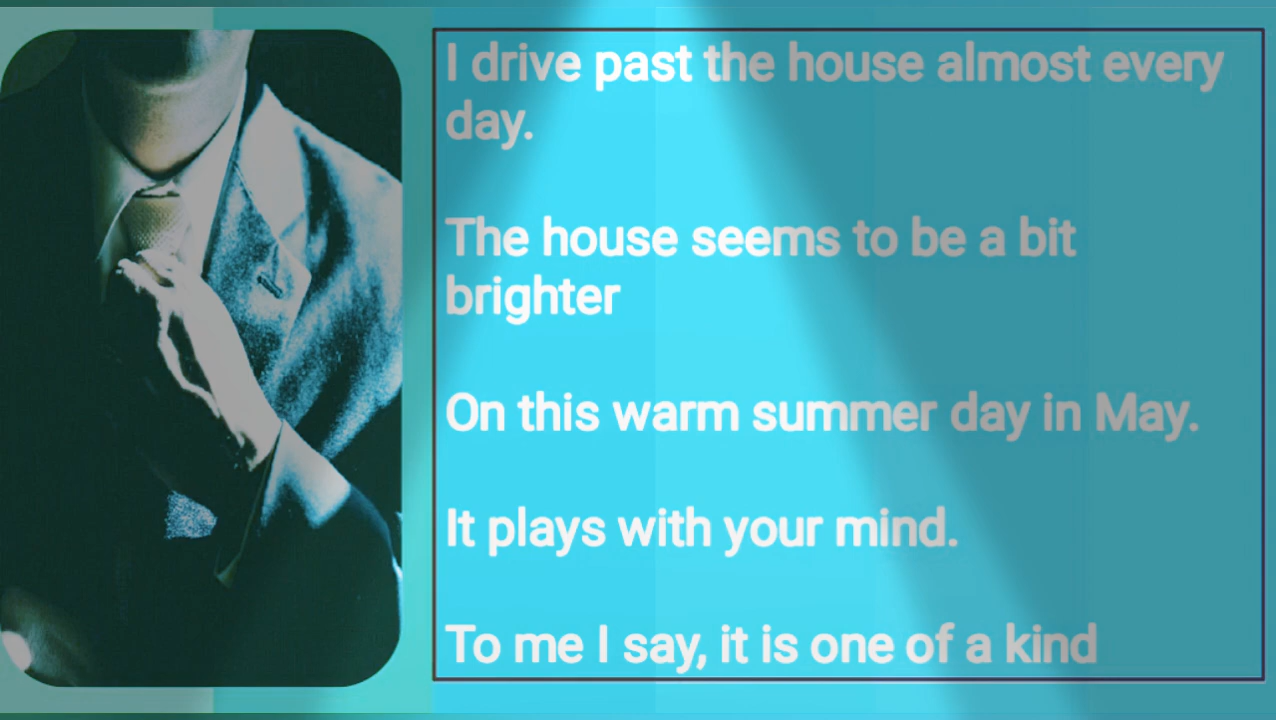 I drive past the house almost every
day.
The house seems to be a bit
brighter
On this warm summer day in May.
It plays with your mind.
To me I say, it is one of a kind